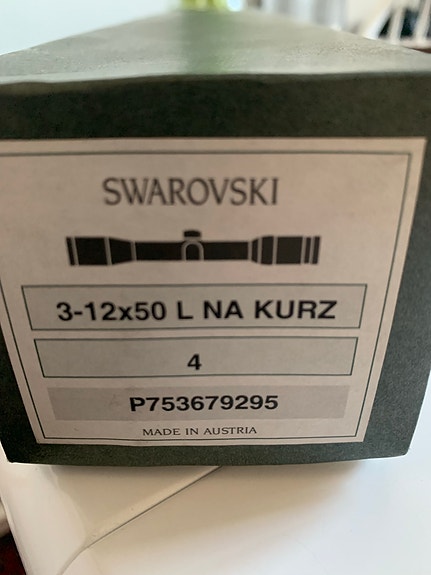 SWAROVSKI
3-12x50 L NA KURZ
4
P753679295
MADE IN AUSTRIA